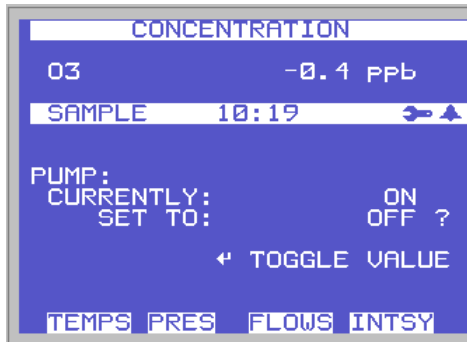 CONCENTRATION
O3 -0.4 ppb
SAMPLE 10:19
PUMP:
CURRENTLY: ON
SET TO: OFF ?
↵ TOGGLE VALUE
TEMPS PRES FLOWS INTSY